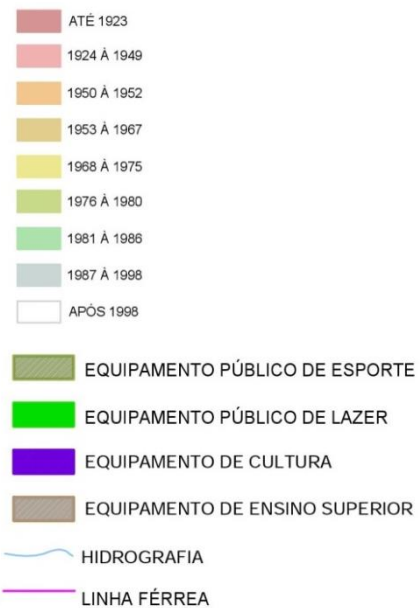 ATÉ 1923
1924 À 1949
1950 À 1952
1953 À 1967
1968 À 1975
1976 À 1980
1981 À 1986
1987 À 1998
APÓS 1998
EQUIPAMENTO PÚBLICO DE ESPORTE
EQUIPAMENTO PÚBLICO DE LAZER
EQUIPAMENTO DE CULTURA
EQUIPAMENTO DE ENSINO SUPERIOR
HIDROGRAFIA
LINHA FÉRREA